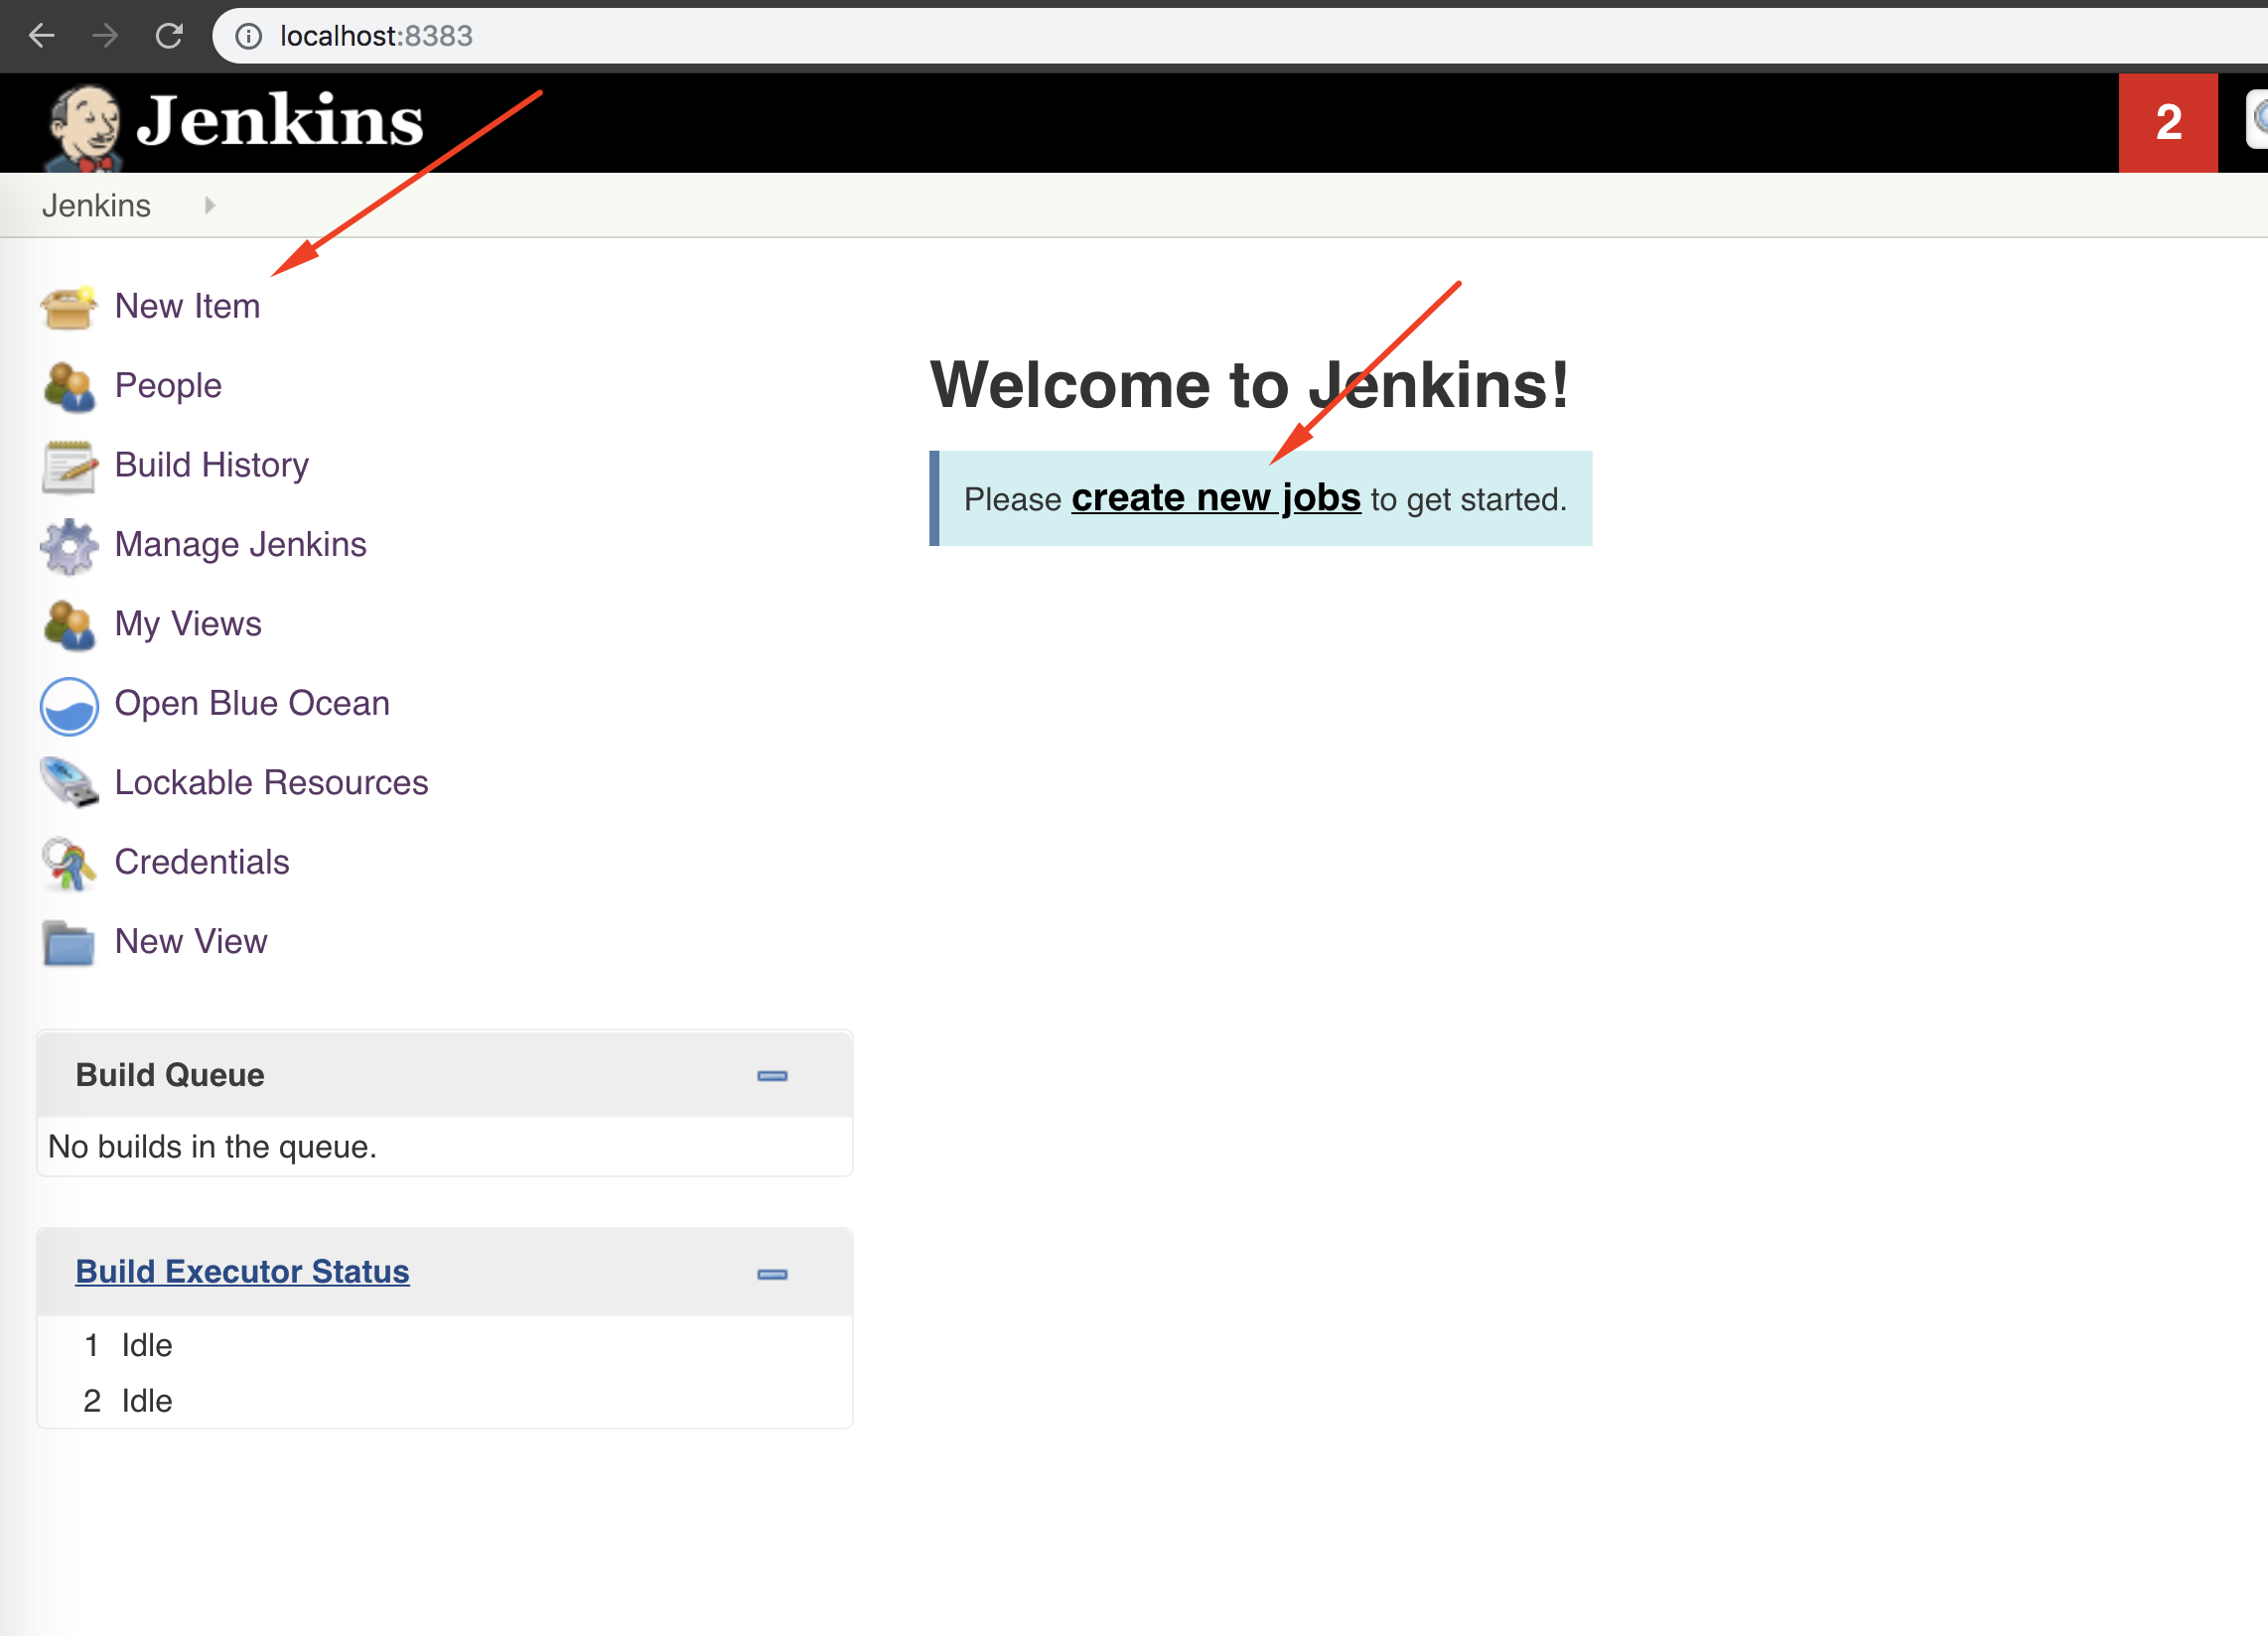 localhost:8383
Jenkins
2
Jenkins
New Item
People
Build History
Manage Jenkins
My Views
Open Blue Ocean
Lockable Resources
Credentials
New View
Welcome to Jenkins!
Please create new jobs to get started.
Build Queue
No builds in the queue.
Build Executor Status
1 Idle
2 Idle